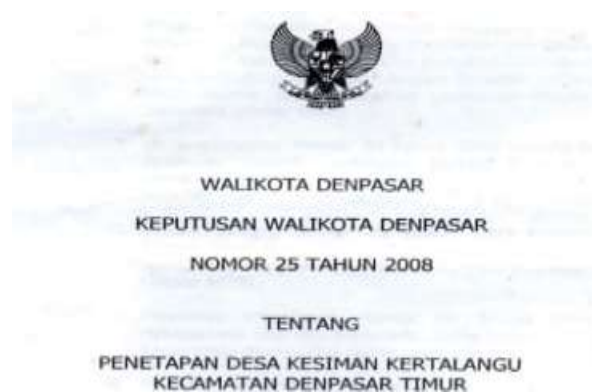 WALIKOTA DENPASAR
KEPUTUSAN WALIKOTA DENPASAR
NOMOR 25 TAHUN 2008
TENTANG
PENETAPAN DESA KESIMAN KERTALANGU
KECAMATAN DENPASAR TIMUR